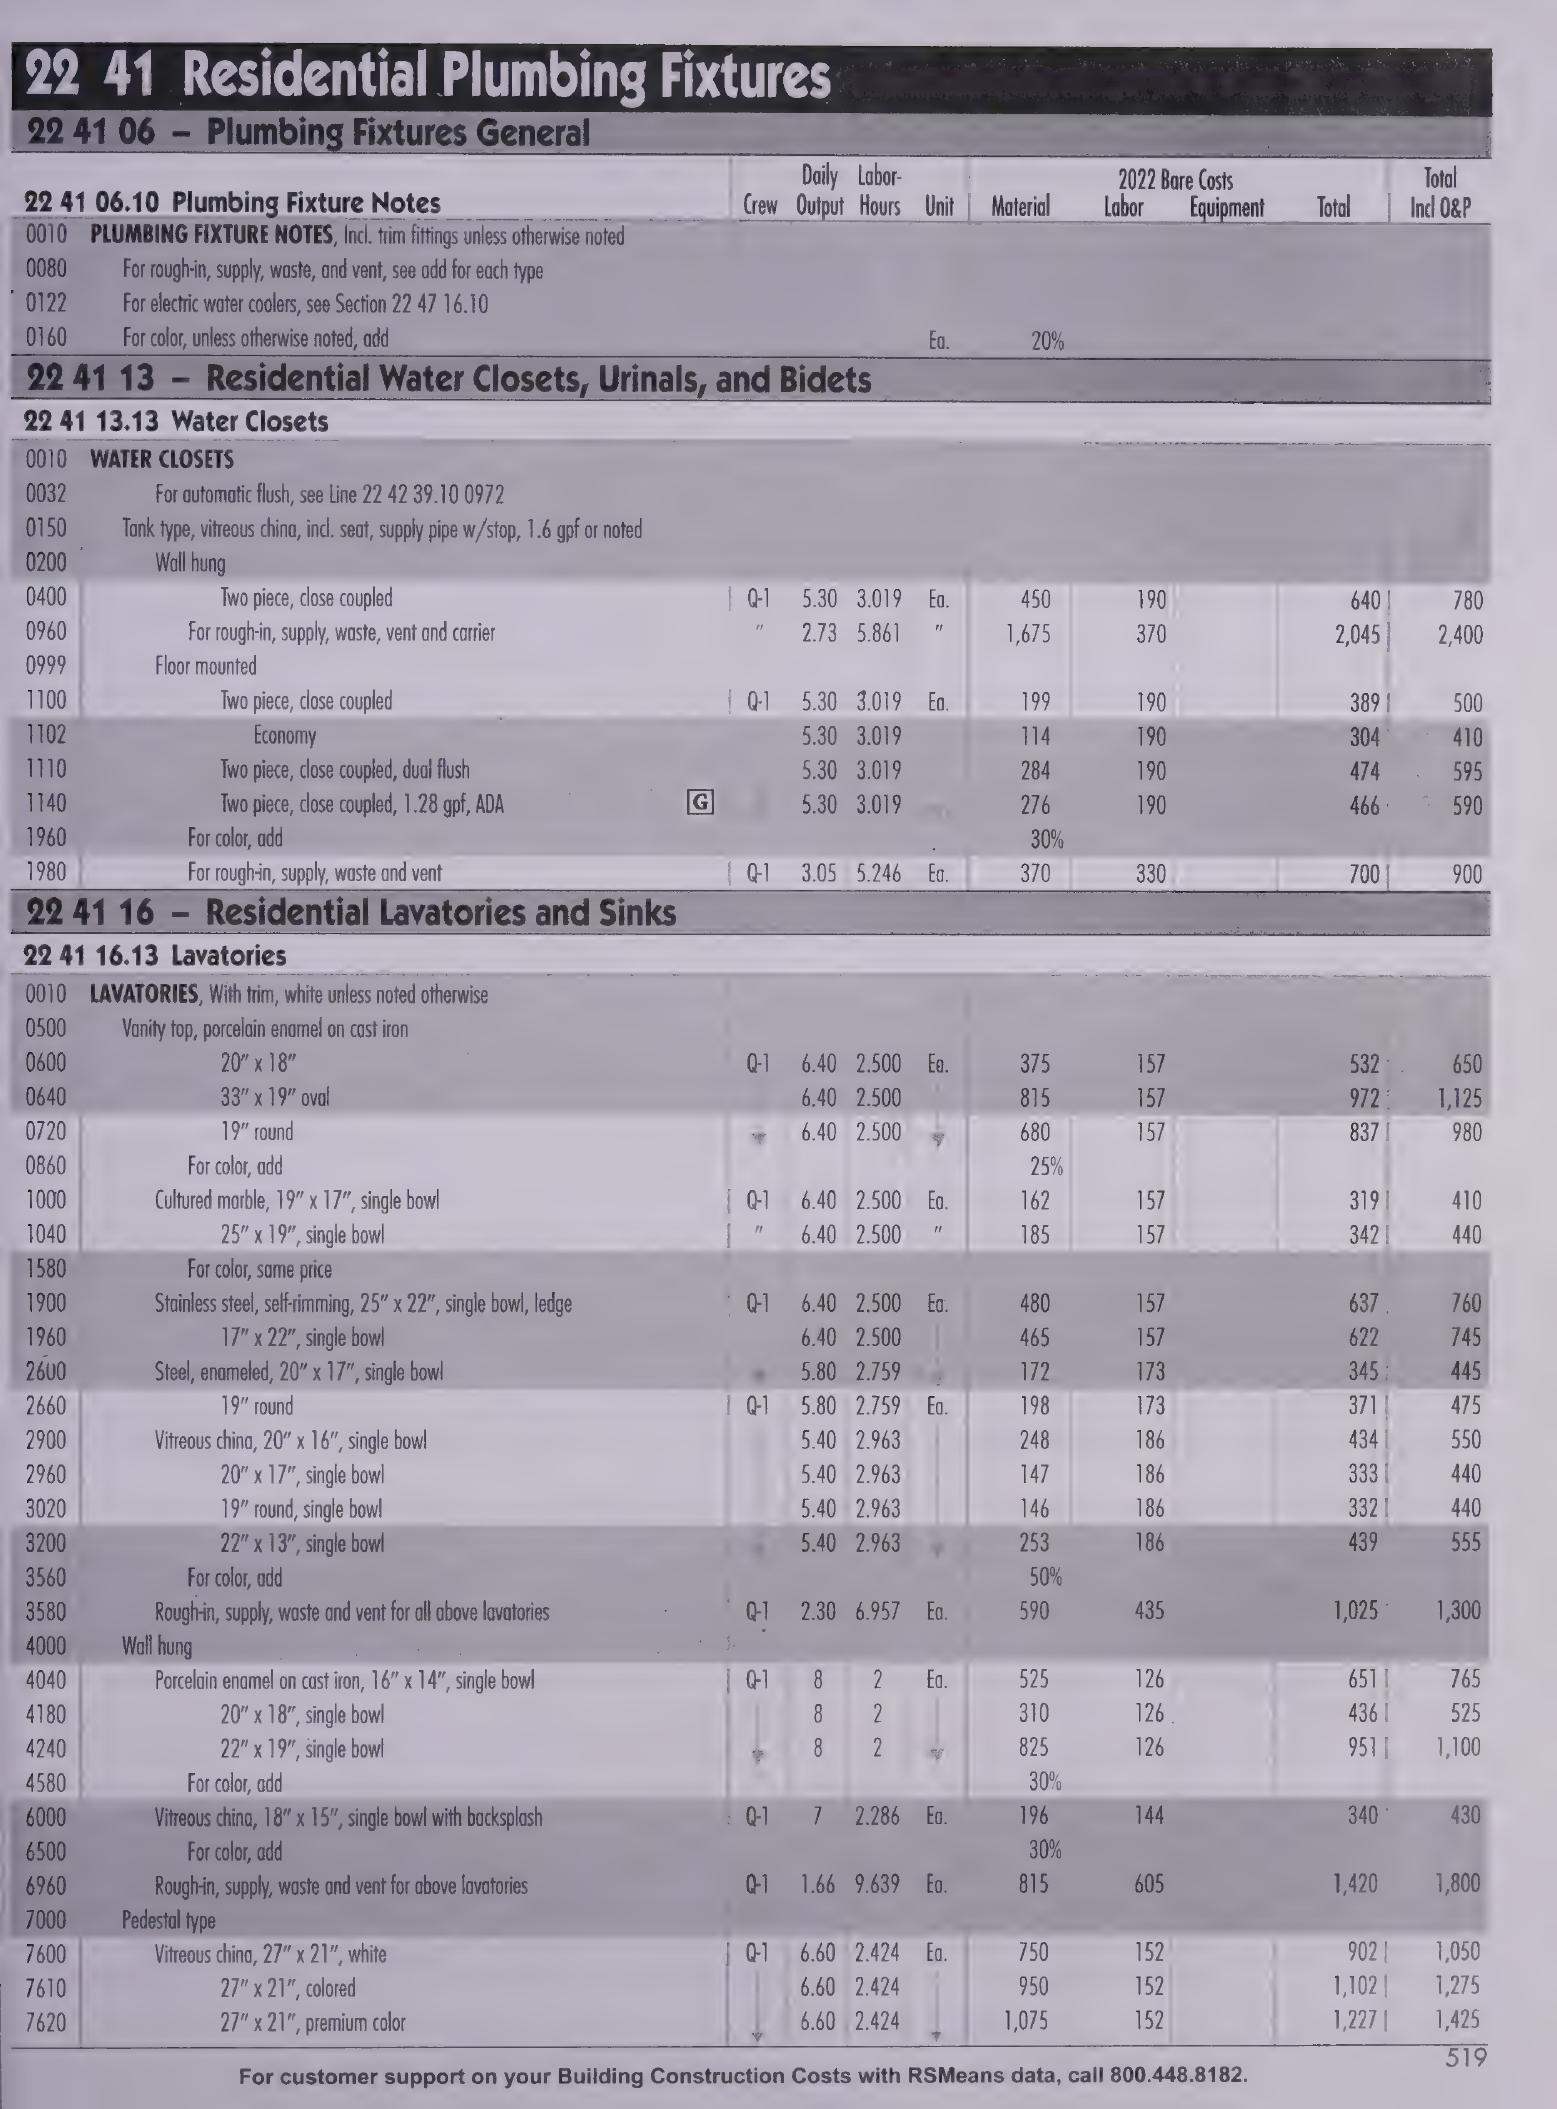 22 41 Residential Plumbing Fixtures
22 41 06 – Plumbing Fixtures General
Daily Labor- 2022 Bare Costs Total
22 41 06.10 Plumbing Fixture Notes Crew Output Hours Unit Material Labor Equipment Total Incl O&P
0010 PLUMBING FIXTURE NOTES, Incl. trim fittings unless otherwise noted
0080 For rough-in, supply, waste, and vent, see add for each type
0122 For electric water coolers, see Section 22 47 16.10
0160 For color, unless otherwise noted, add Ea. 20%
22 41 13 – Residential Water Closets, Urinals, and Bidets
22 41 13.13 Water Closets
0010 WATER CLOSETS
0032 For automatic flush, see Line 22 42 39.10 0972
0150 Tank type, vitreous china, incl. seat, supply pipe w/stop, 1.6 gpf or noted
0200 Wall hung
0400 Two piece, close coupled Q-1 5.30 3.019 Ea. 450 190 640 780
0960 For rough-in, supply, waste, vent and carrier " 2.73 5.861 " 1,675 370 2,045 2,400
0999 Floor mounted
1100 Two piece, close coupled Q-1 5.30 3.019 Ea. 199 190 389 500
1102 Economy 5.30 3.019 114 190 304 410
1110 Two piece, close coupled, dual flush 5.30 3.019 284 190 474 595
1140 Two piece, close coupled, 1.28 gpf, ADA G 5.30 3.019 276 190 466 590
1960 For color, add 30%
1980 For rough-in, supply, waste and vent Q-1 3.05 5.246 Ea. 370 330 700 900
22 41 16 – Residential Lavatories and Sinks
22 41 16.13 Lavatories
0010 LAVATORIES, With trim, white unless noted otherwise
0500 Vanity top, porcelain enamel on cast iron
0600 20" x 18" Q-1 6.40 2.500 Ea. 375 157 532 650
0640 33" x 19" oval 6.40 2.500 815 157 972 1,125
0720 19" round 6.40 2.500 680 157 837 980
0860 For color, add 25%
1000 Cultured marble, 19" x 17", single bowl Q-1 6.40 2.500 Ea. 162 157 319 410
1040 25" x 19", single bowl " 6.40 2.500 " 185 157 342 440
1580 For color, same price
1900 Stainless steel, self-rimming, 25" x 22", single bowl, ledge Q-1 6.40 2.500 Ea. 480 157 637 760
1960 17" x 22", single bowl 6.40 2.500 465 157 622 745
2600 Steel, enameled, 20" x 17", single bowl 5.80 2.759 172 173 345 445
2660 19" round Q-1 5.80 2.759 Ea. 198 173 371 475
2900 Vitreous china, 20" x 16", single bowl 5.40 2.963 248 186 434 550
2960 20" x 17", single bowl 5.40 2.963 147 186 333 440
3020 19" round, single bowl 5.40 2.963 146 186 332 440
3200 22" x 13", single bowl 5.40 2.963 253 186 439 555
3560 For color, add 50%
3580 Rough-in, supply, waste and vent for all above lavatories Q-1 2.30 6.957 Ea. 590 435 1,025 1,300
4000 Wall hung
4040 Porcelain enamel on cast iron, 16" x 14", single bowl Q-1 8 2 Ea. 525 126 651 765
4180 20" x 18", single bowl 8 2 310 126 436 525
4240 22" x 19", single bowl 8 2 825 126 951 1,100
4580 For color, add 30%
6000 Vitreous china, 18" x 15", single bowl with backsplash Q-1 7 2.286 Ea. 196 144 340 430
6500 For color, add 30%
6960 Rough-in, supply, waste and vent for above lavatories Q-1 1.66 9.639 Ea. 815 605 1,420 1,800
7000 Pedestal type
7600 Vitreous china, 27" x 21", white Q-1 6.60 2.424 Ea. 750 152 902 1,050
7610 27" x 21", colored 6.60 2.424 950 152 1,102 1,275
7620 27" x 21", premium color 6.60 2.424 1,075 152 1,227 1,425
For customer support on your Building Construction Costs with RSMeans data, call 800.448.8182.
519